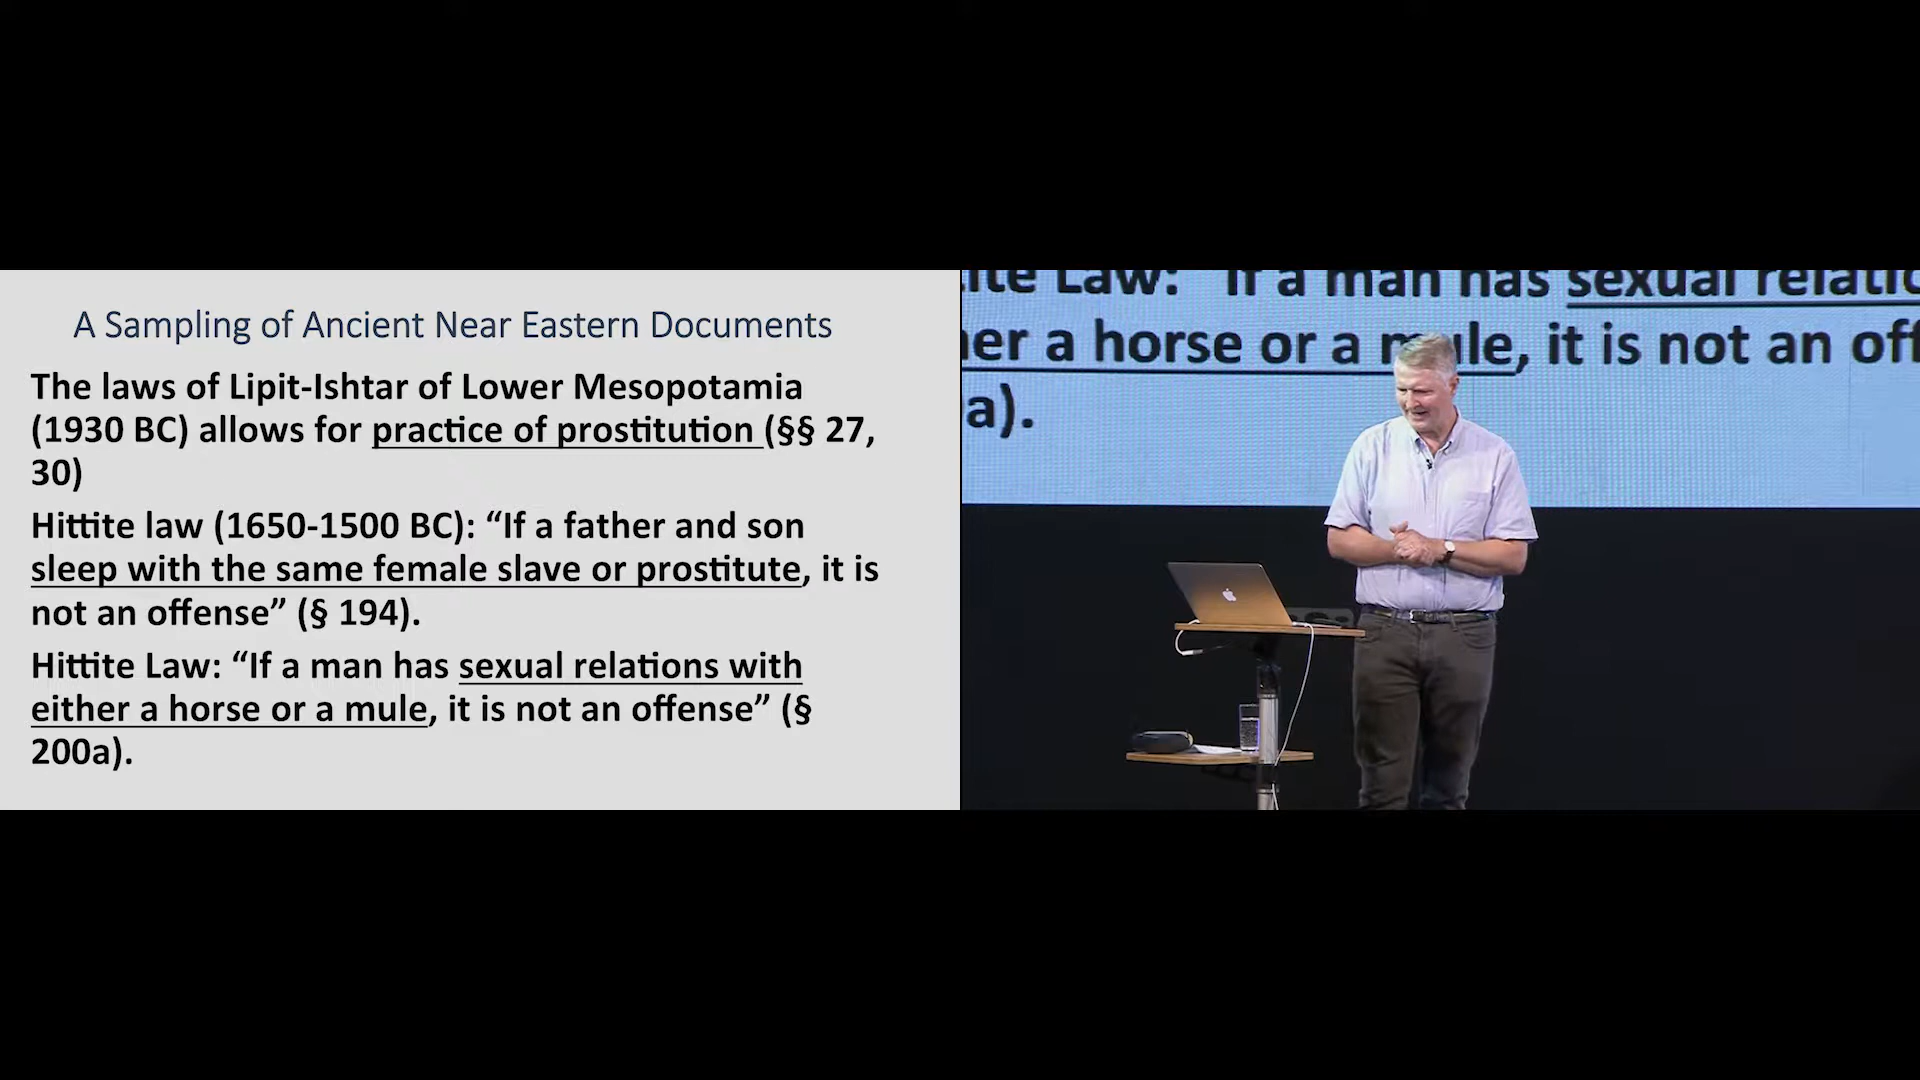 A Sampling of Ancient Near Eastern Documents
The laws of Lipit-Ishtar of Lower Mesopotamia
(1930 BC) allows for practice of prostitution (§§ 27,
30)
Hittite law (1650-1500 BC): “If a father and son
sleep with the same female slave or prostitute, it is
not an offense” (§ 194).
Hittite Law: “If a man has sexual relations with
either a horse or a mule, it is not an offense” (§
200a).
Law: “If a man has sexual
a horse or a mule, it is not an
a).